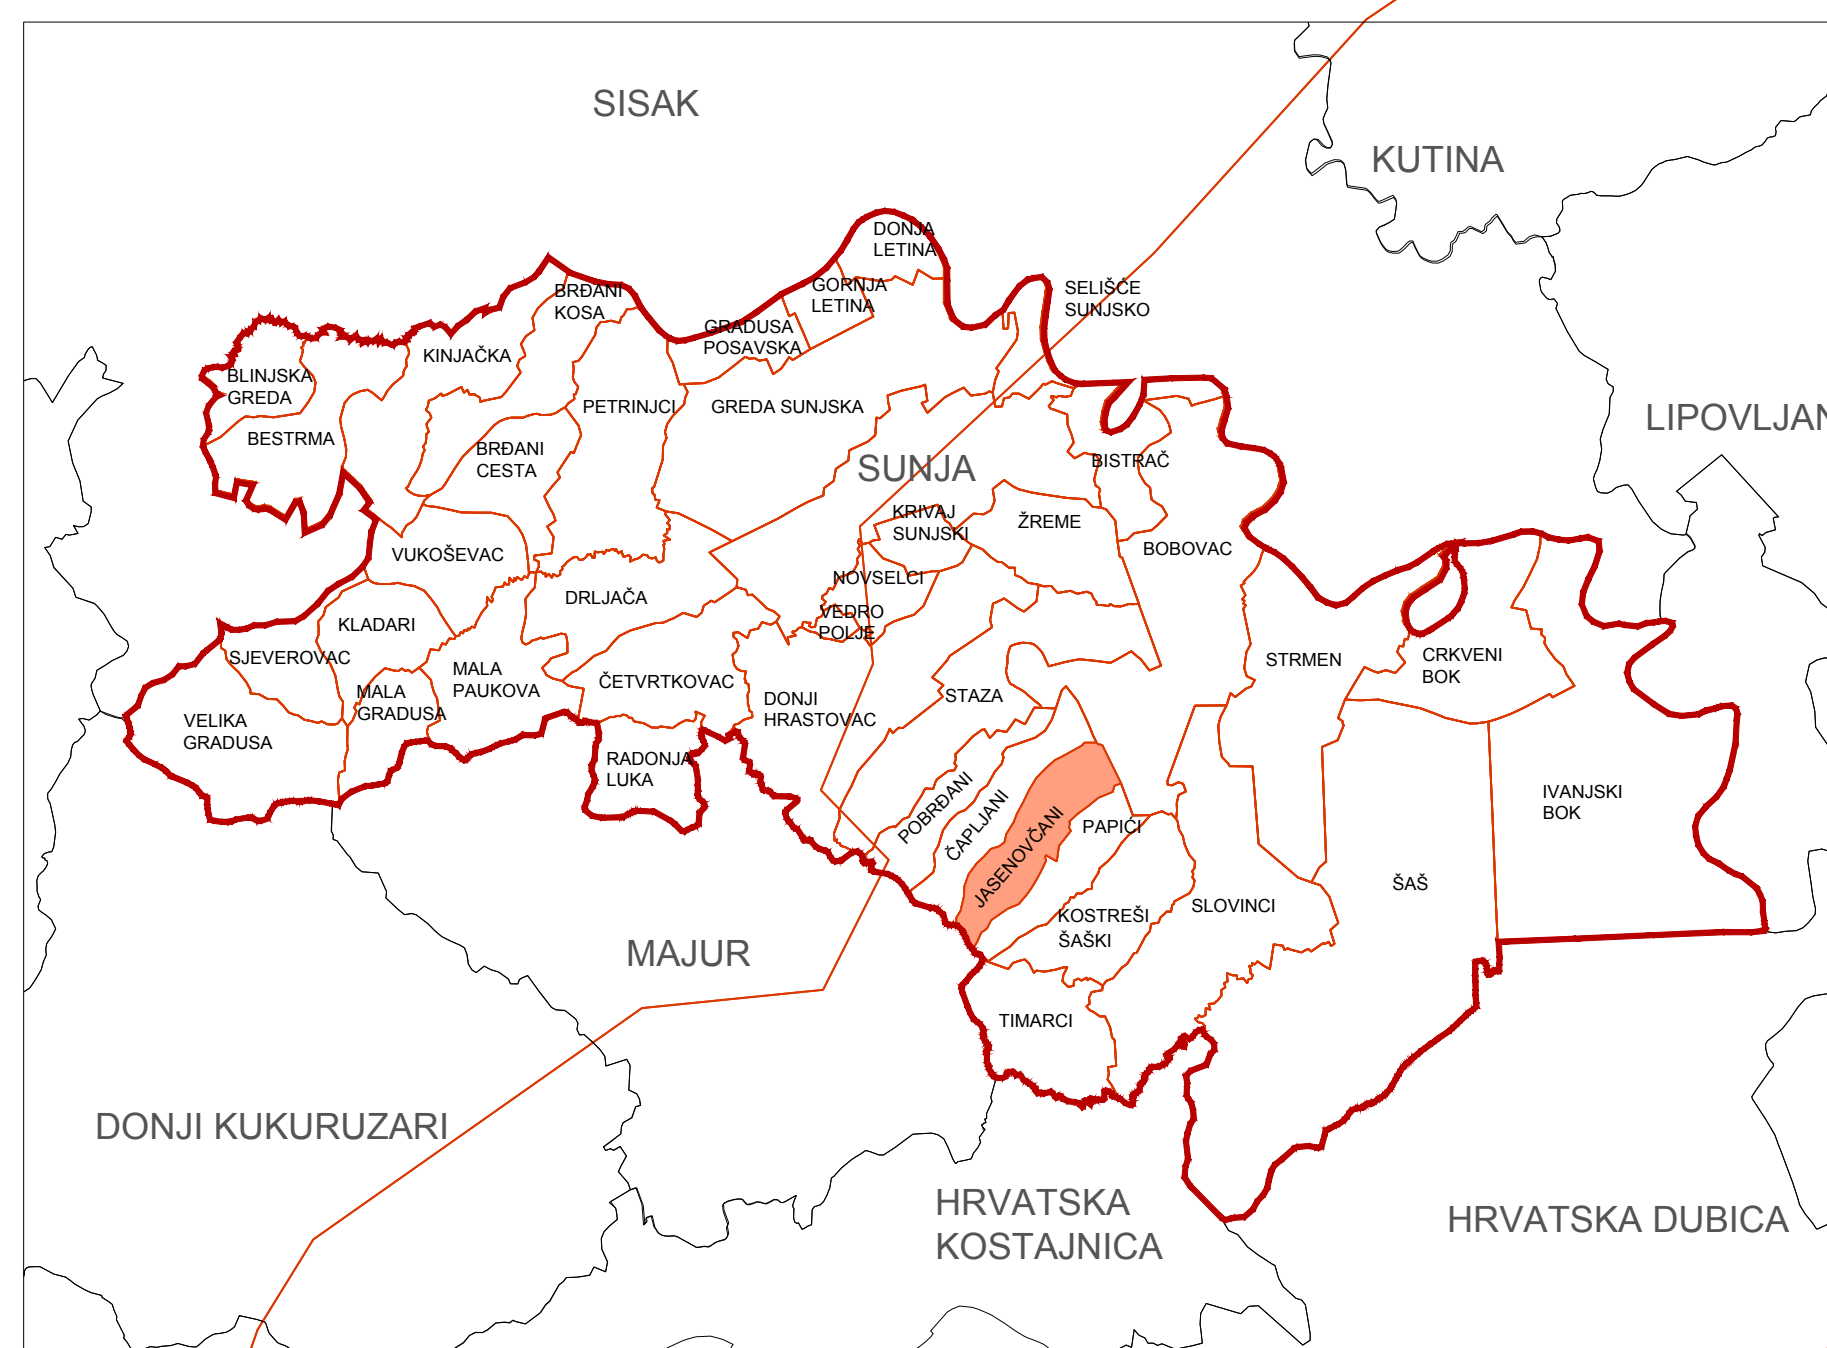 SISAK
KUTINA
DONJA
LETINA
GORNJA
LETINA
SELIŠĆE
SUNJSKO
BRĐANI
KOSA
GRADUSA
POSAVSKA
KINJAČKA
BLINJSKA
GREDA
PETRINJCI
GREDA SUNJSKA
LIPOVLJAN
BESTRMA
BRĐANI
CESTA
SUNJA
BISTRAČ
KRIVAJ
SUNJSKI
ŽREME
BOBOVAC
VUKOŠEVAC
NOVSELCI
DRLJAČA
VEDRO
POLJE
KLADARI
SJEVEROVAC
MALA
PAUKOVA
STRMEN
CRKVENI
BOK
ČETVRTKOVAC
MALA
GRADUSA
DONJI
HRASTOVAC
STAZA
VELIKA
GRADUSA
RADONJA
LUKA
IVANJSKI
BOK
POBRĐANI
ČAPLJANI
JASENOVČANI
PAPIĆI
ŠAŠ
SLOVINCI
KOSTREŠI
ŠAŠKI
MAJUR
TIMARCI
DONJI KUKURUZARI
HRVATSKA
KOSTAJNICA
HRVATSKA DUBICA